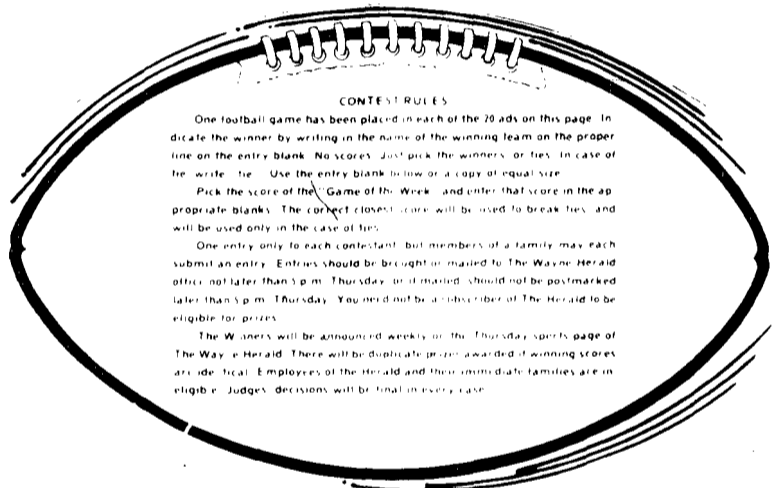 CONTEST RULES
One football game has been placed in each of the 20 ads on this page. In
dicate the winner by writing in the name of the winning team on the proper
line on the entry blank. No scores. Just pick the winners or ties. In case of
tie write tie. Use the entry blank below or a copy of equal size
Pick the score of the "Game of the Week" and enter that score in the ap
propriate blanks. The correct closest score will be used to break ties and
will be used only in the case of ties
One entry only to each contestant but members of a family may each
submit an entry. Entries should be brought or mailed to The Wayne Herald
office not later than 5 p.m. Thursday or if mailed should not be postmarked
later than 5 p.m. Thursday. You need not be a subscriber of The Herald to be
eligible for prizes
The W nners will be announced weekly on the Thursday sports page of
The Way e Herald. There will be duplicate prizes awarded if winning scores
are ide tical. Employees of the Herald and their immediate families are in
eligib e. Judges decisions will be final in every case